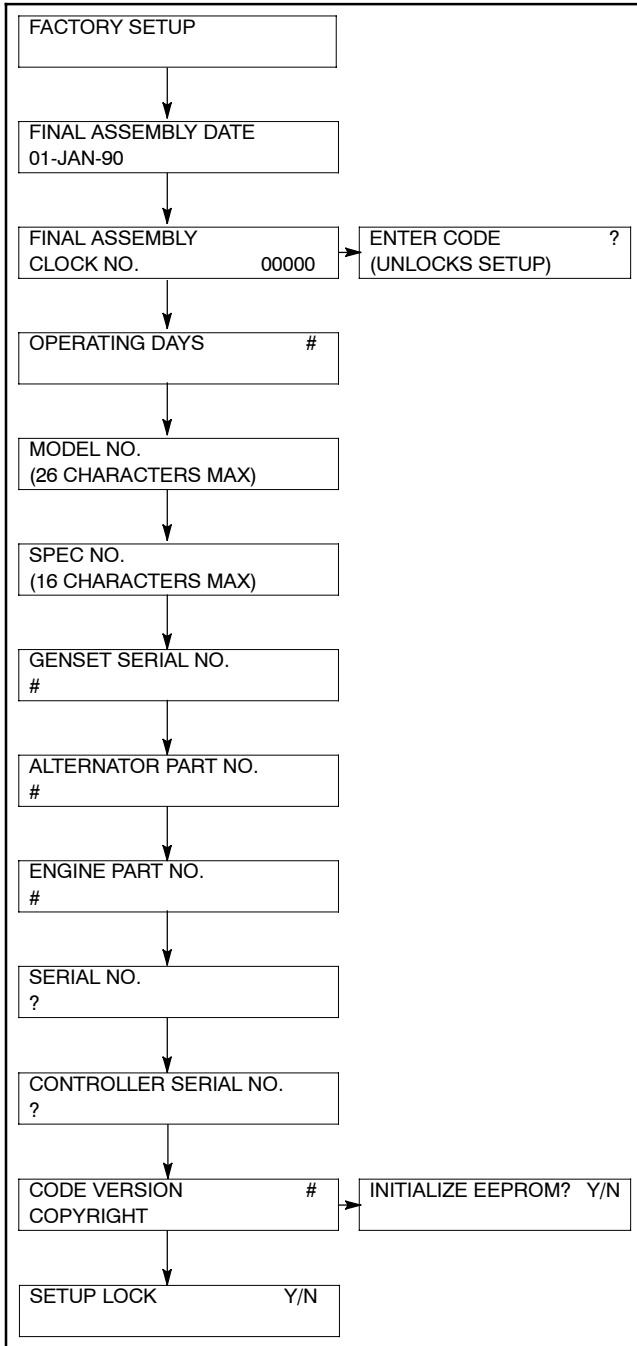 FACTORY SETUP
FINAL ASSEMBLY DATE
01-JAN-90
FINAL ASSEMBLY
CLOCK NO. 00000
ENTER CODE ?
(UNLOCKS SETUP)
OPERATING DAYS #
MODEL NO.
(26 CHARACTERS MAX)
SPEC NO.
(16 CHARACTERS MAX)
GENSET SERIAL NO.
#
ALTERNATOR PART NO.
#
ENGINE PART NO.
#
SERIAL NO.
?
CONTROLLER SERIAL NO.
?
CODE VERSION #
COPYRIGHT
INITIALIZE EEPROM? Y/N
SETUP LOCK Y/N